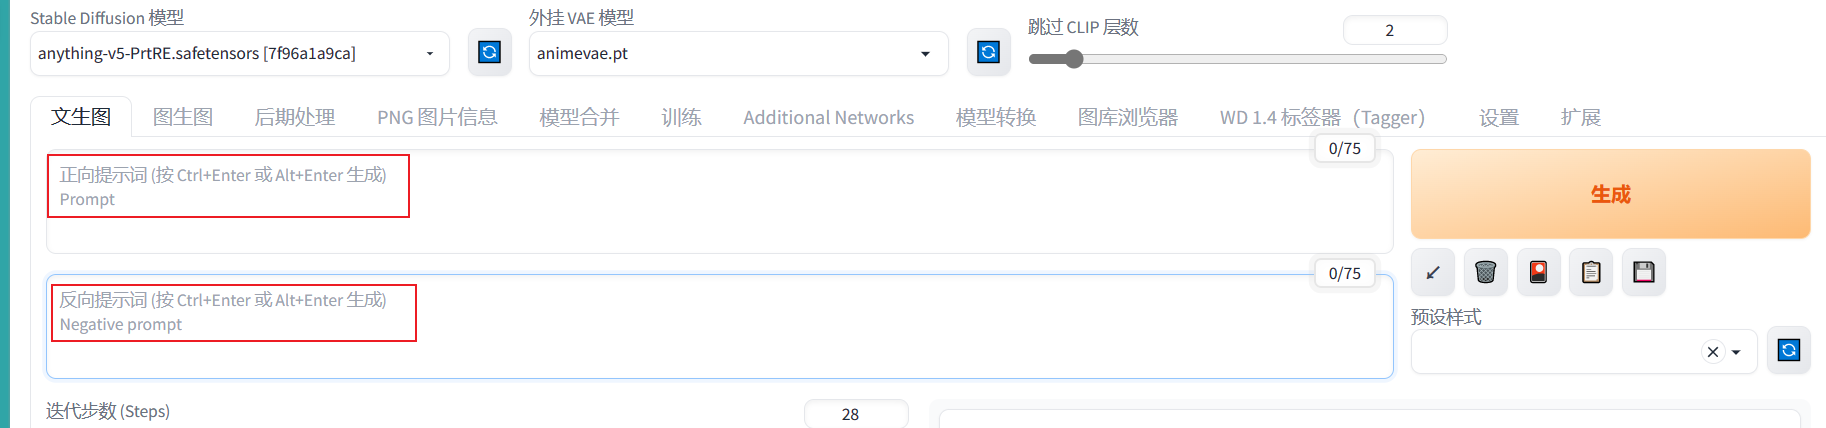 Stable Diffusion 模型
外挂 VAE 模型
跳过 CLIP 层数
2
anything-v5-PrtRE.safetensors [7f96a1a9ca]
animevae.pt
文生图
图生图
后期处理
PNG 图片信息
模型合并
训练
Additional Networks
模型转换
图库浏览器
WD 1.4 标签器（Tagger）
设置
扩展
0/75
正向提示词 (按 Ctrl+Enter 或 Alt+Enter 生成)
Prompt
生成
0/75
反向提示词 (按 Ctrl+Enter 或 Alt+Enter 生成)
Negative prompt
预设样式
迭代步数 (Steps)
28